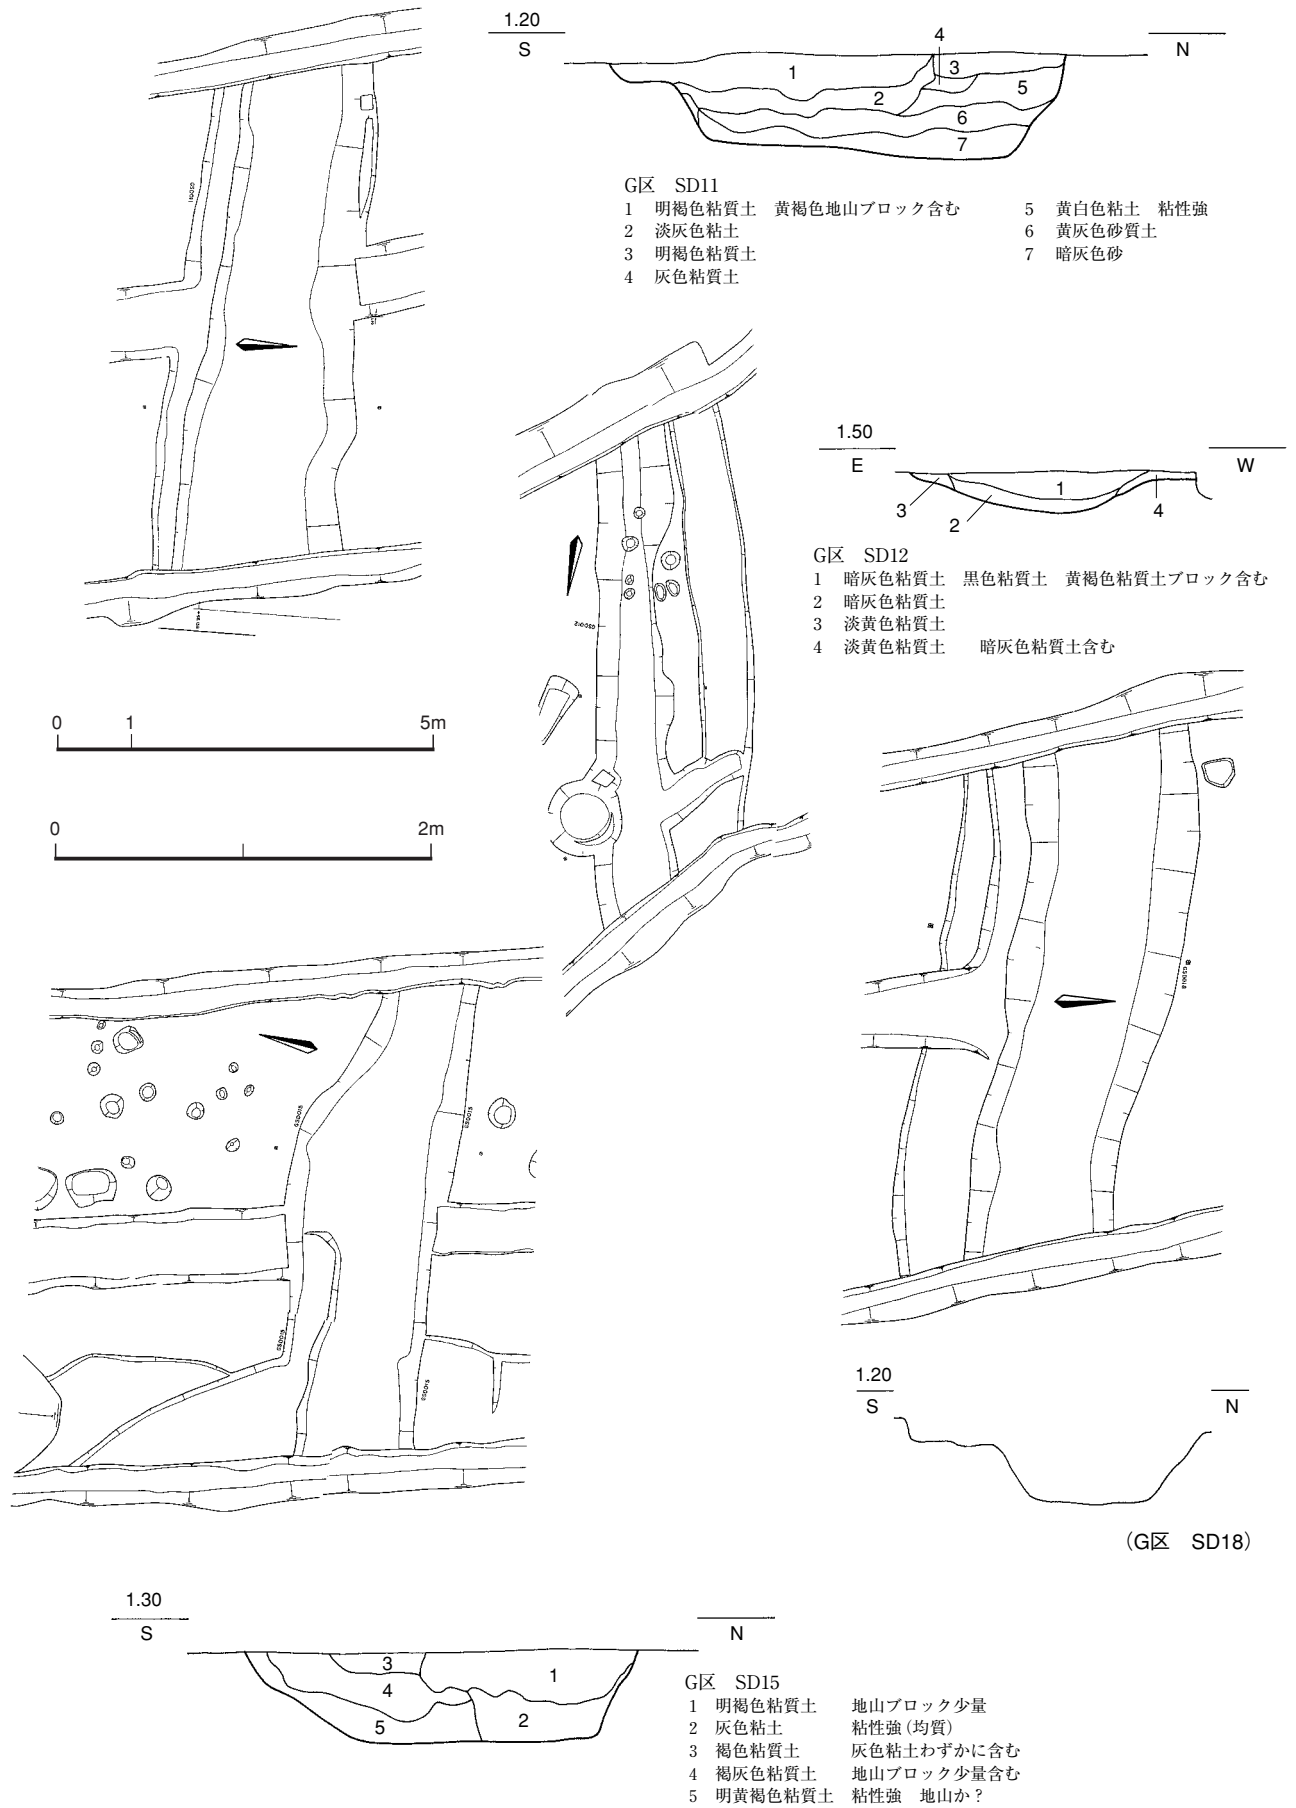 1.20
S
N
4
1
3
5
2
6
7
G区 SD11
1 明褐色粘質土 黄褐色地山ブロック含む
2 淡灰色粘土
3 明褐色粘質土
4 灰色粘質土
5 黄白色粘土 粘性強
6 黄灰色砂質土
7 暗灰色砂
1.50
E
W
1
3
2
4
G区 SD12
1 暗灰色粘質土 黒色粘質土 黄褐色粘質土ブロック含む
2 暗灰色粘質土
3 淡黄色粘質土
4 淡黄色粘質土 暗灰色粘質土含む
0 1 5m
0 2m
GSD012
GSD018
GSD015
GSD015
GSD015
GSD015
1.20
S
N
(G区 SD18)
1.30
S
N
3
1
4
5
2
G区 SD15
1 明褐色粘質土 地山ブロック少量
2 灰色粘土 粘性強(均質)
3 褐色粘質土 灰色粘土わずかに含む
4 褐灰色粘質土 地山ブロック少量含む
5 明黄褐色粘質土 粘性強 地山か?